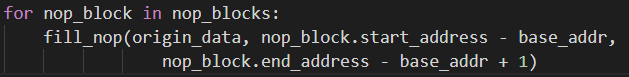 for nop_block in nop_blocks:
    fill_nop(origin_data, nop_block.start_address - base_addr,
             nop_block.end_address - base_addr + 1)